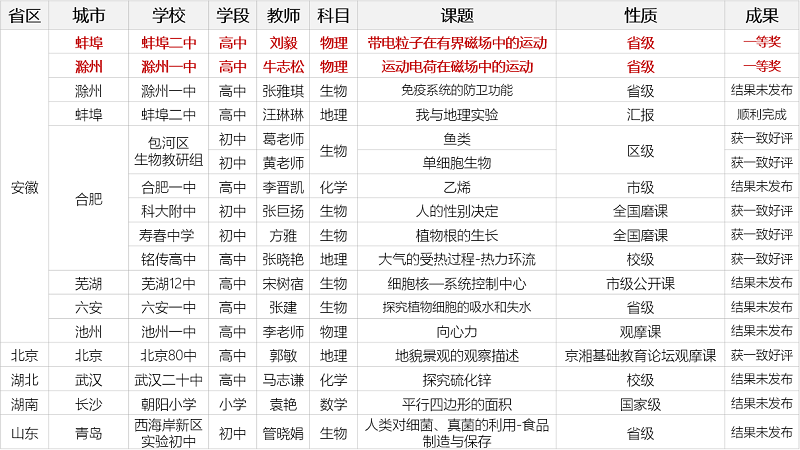 省区 城市 学校 学段 教师 科目 课题 性质 成果
蚌埠 蚌埠二中 高中 刘毅 物理 带电粒子在有界磁场中的运动 省级 一等奖
滁州 滁州一中 高中 牛志松 物理 运动电荷在磁场中的运动 省级 一等奖
滁州 滁州一中 高中 张雅琪 生物 免疫系统的防卫功能 省级 结果未发布
蚌埠 蚌埠二中 高中 汪琳琳 地理 我与地理实验 汇报 顺利完成
安徽 合肥 包河区
生物教研组 初中 葛老师 生物 鱼类 区级 获一致好评
初中 黄老师 单细胞生物 获一致好评
合肥一中 高中 李晋凯 化学 乙烯 市级 结果未发布
科大附中 初中 张巨扬 生物 人的性别决定 全国磨课 获一致好评
寿春中学 初中 方雅 生物 植物根的生长 全国磨课 获一致好评
铭传高中 高中 张晓艳 地理 大气的受热过程-热力环流 校级 获一致好评
芜湖 芜湖12中 高中 宋树宿 生物 细胞核—系统控制中心 市级公开课 结果未发布
六安 六安一中 高中 张建 生物 探究植物细胞的吸水和失水 省级 结果未发布
池州 池州一中 高中 李老师 物理 向心力 观摩课 结果未发布
北京 北京 北京80中 高中 郭敏 地理 地貌景观的观察描述 京湘基础教育论坛观摩课 获一致好评
湖北 武汉 武汉二十中 高中 马志谦 化学 探究硫化锌 校级 结果未发布
湖南 长沙 朝阳小学 小学 袁艳 数学 平行四边形的面积 国家级 结果未发布
山东 青岛 西海岸新区
实验初中 初中 管晓娟 生物 人类对细菌、真菌的利用-食品
制造与保存 省级 结果未发布